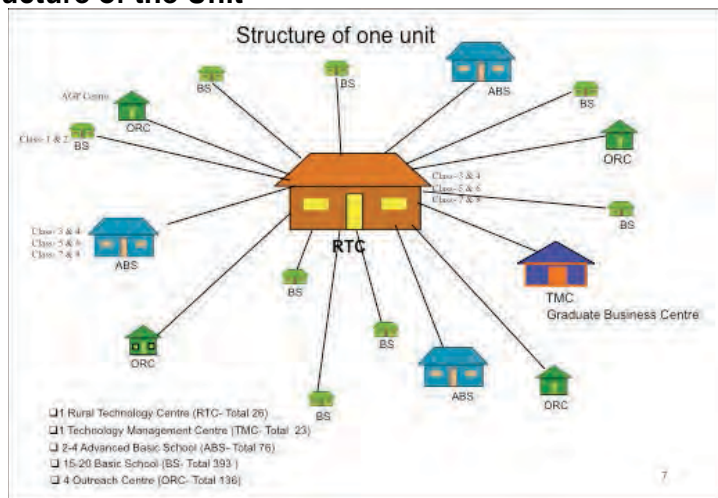 ucture of the Unit
Structure of one unit
BS
BS
ABS
BS
AGP Centre
ORC
Class- 1 & 2
BS
ORC
Class-3 & 4
Class-5 & 6
Class-7 & 8
BS
Class- 3 & 4
Class- 5 & 6
Class- 7 & 8
ABS
RTC
BS
TMC
Graduate Business Centre
BS
ORC
ABS
ORC
BS
❑1 Rural Technology Centre (RTC- Total 26)
❑1 Technology Management Centre (TMC- Total 23)
❑ 2-4 Advanced Basic School (ABS- Total 76)
❑ 15-20 Basic School (BS- Total 393 )
❑ 4 Outreach Centre (ORC- Total 136)
7